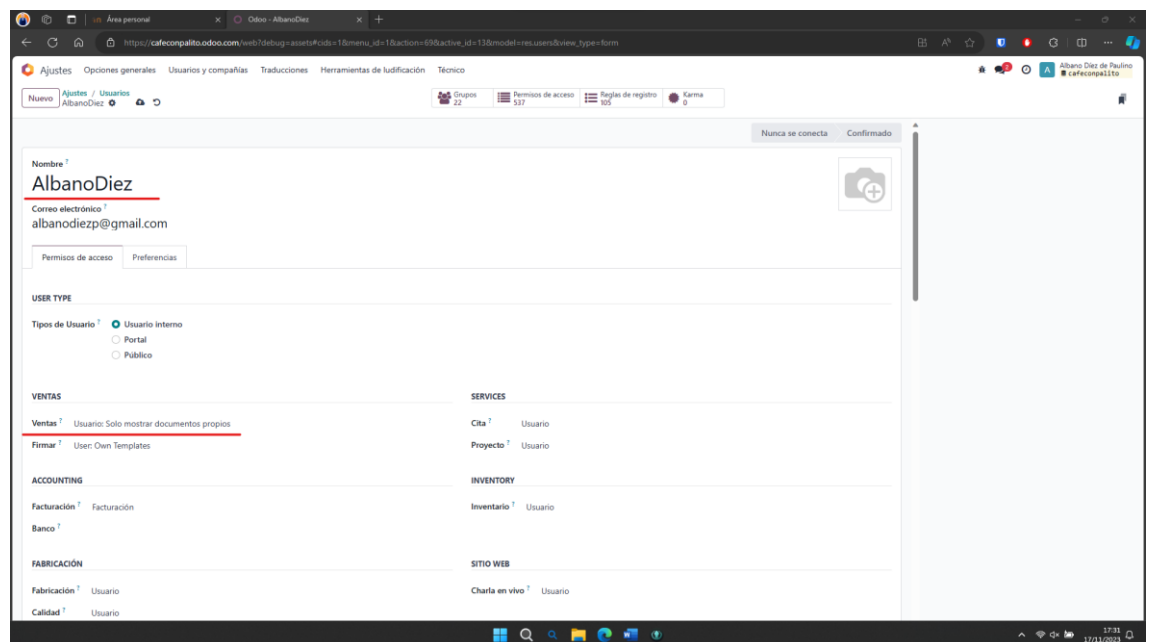 Área personal
Odoo - AlbanoDiez
https://cafeconpalito.odoo.com/web?debug=assets#cids=1&menu_id=1&action=69&active_id=13&model=res.users&view_type=form
Ajustes Opciones generales Usuarios y compañías Traducciones Herramientas de ludificación Técnico
2
A
Albano Díez de Paulino
cafeconpalito
Nuevo
Ajustes / Usuarios
AlbanoDiez
Grupos
22
Permisos de acceso
537
Reglas de registro
105
Karma
0
Nunca se conecta Confirmado
Nombre ?
AlbanoDiez
Correo electrónico ?
albanodiezp@gmail.com
Permisos de acceso Preferencias
USER TYPE
Tipos de Usuario ? Usuario interno
Portal
Público
VENTAS SERVICES
Ventas ? Usuario: Solo mostrar documentos propios Cita ? Usuario
Firmar ? User: Own Templates Proyecto ? Usuario
ACCOUNTING INVENTORY
Facturación ? Facturación Inventario ? Usuario
Banco ?
FABRICACIÓN SITIO WEB
Fabricación ? Usuario Charla en vivo ? Usuario
Calidad ? Usuario
17:31
17/11/2023